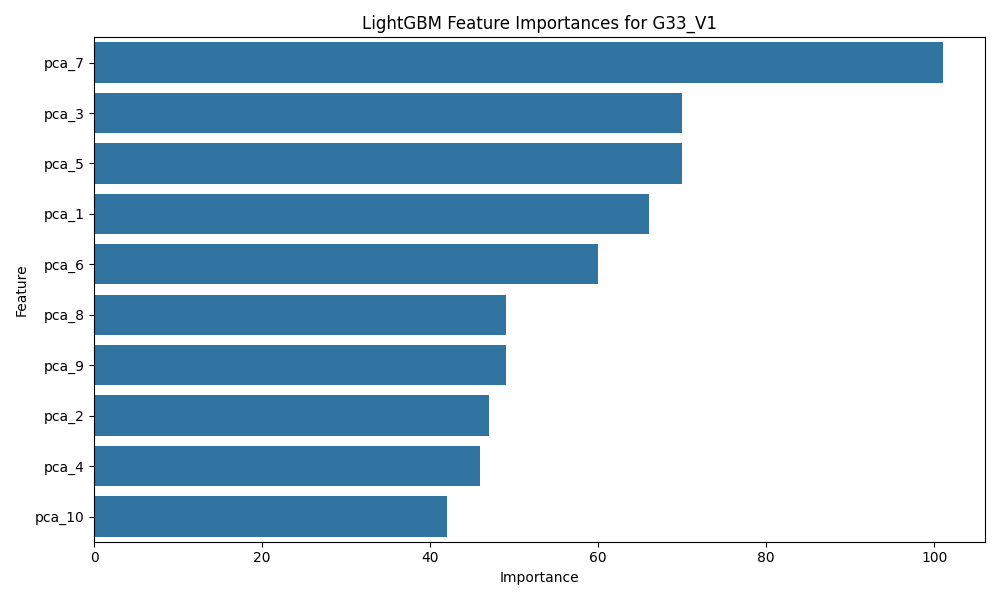 LightGBM Feature Importances for G33_V1
pca_7
pca_3
pca_5
pca_1
pca_6
pca_8
pca_9
pca_2
pca_4
pca_10
Feature
0 20 40 60 80 100
Importance